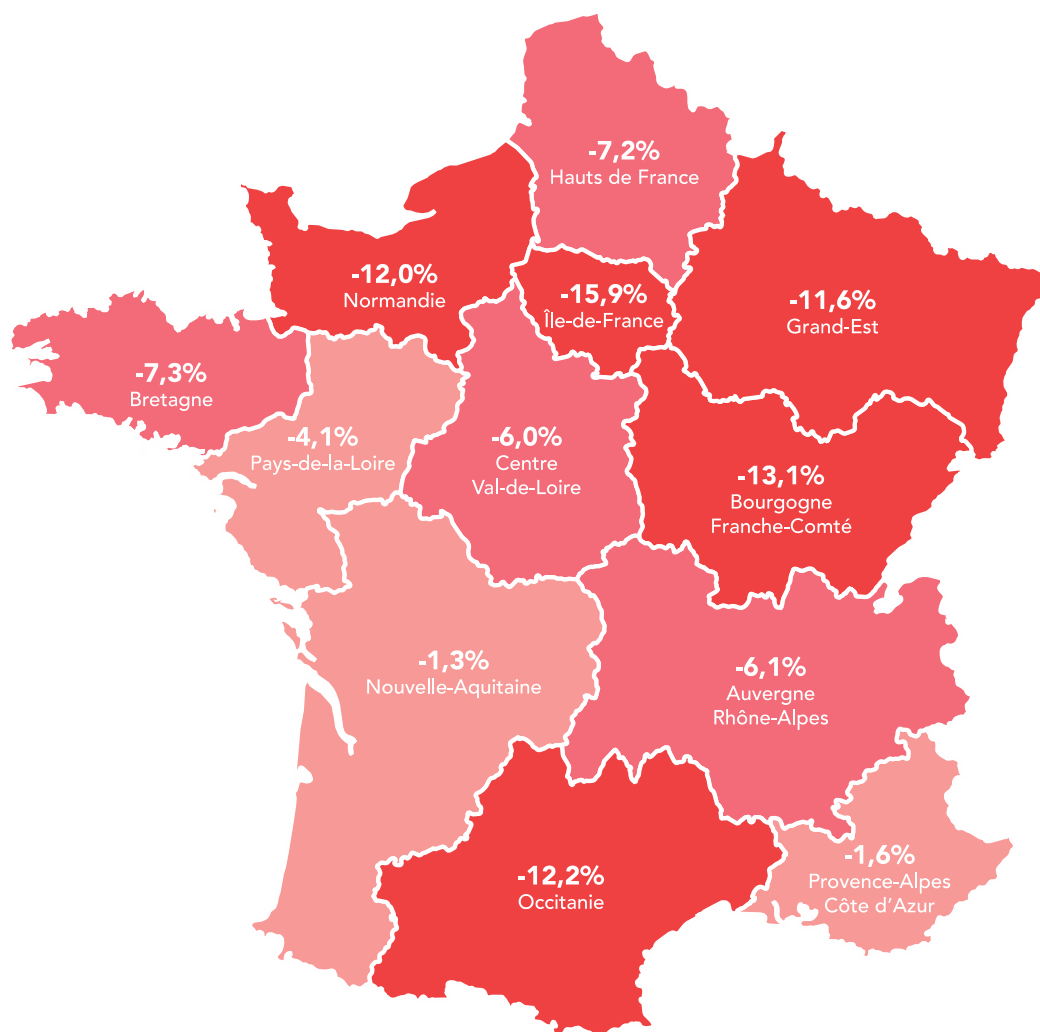 -7,2%
Hauts de France
-12,0%
Normandie
-15,9%
Île-de-France
-11,6%
Grand-Est
-7,3%
Bretagne
-4,1%
Pays-de-la-Loire
-6,0%
Centre
Val-de-Loire
-13,1%
Bourgogne
Franche-Comté
-1,3%
Nouvelle-Aquitaine
-6,1%
Auvergne
Rhône-Alpes
-12,2%
Occitanie
-1,6%
Provence-Alpes
Côte d’Azur